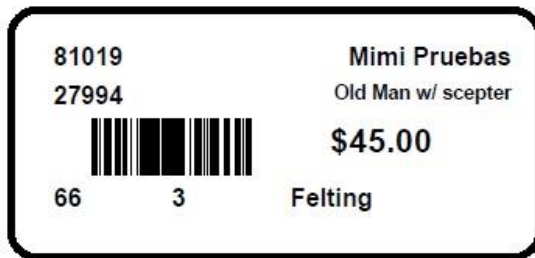 81019 Mimi Pruebas
27994 Old Man w/ scepter
$45.00
66 3 Felting